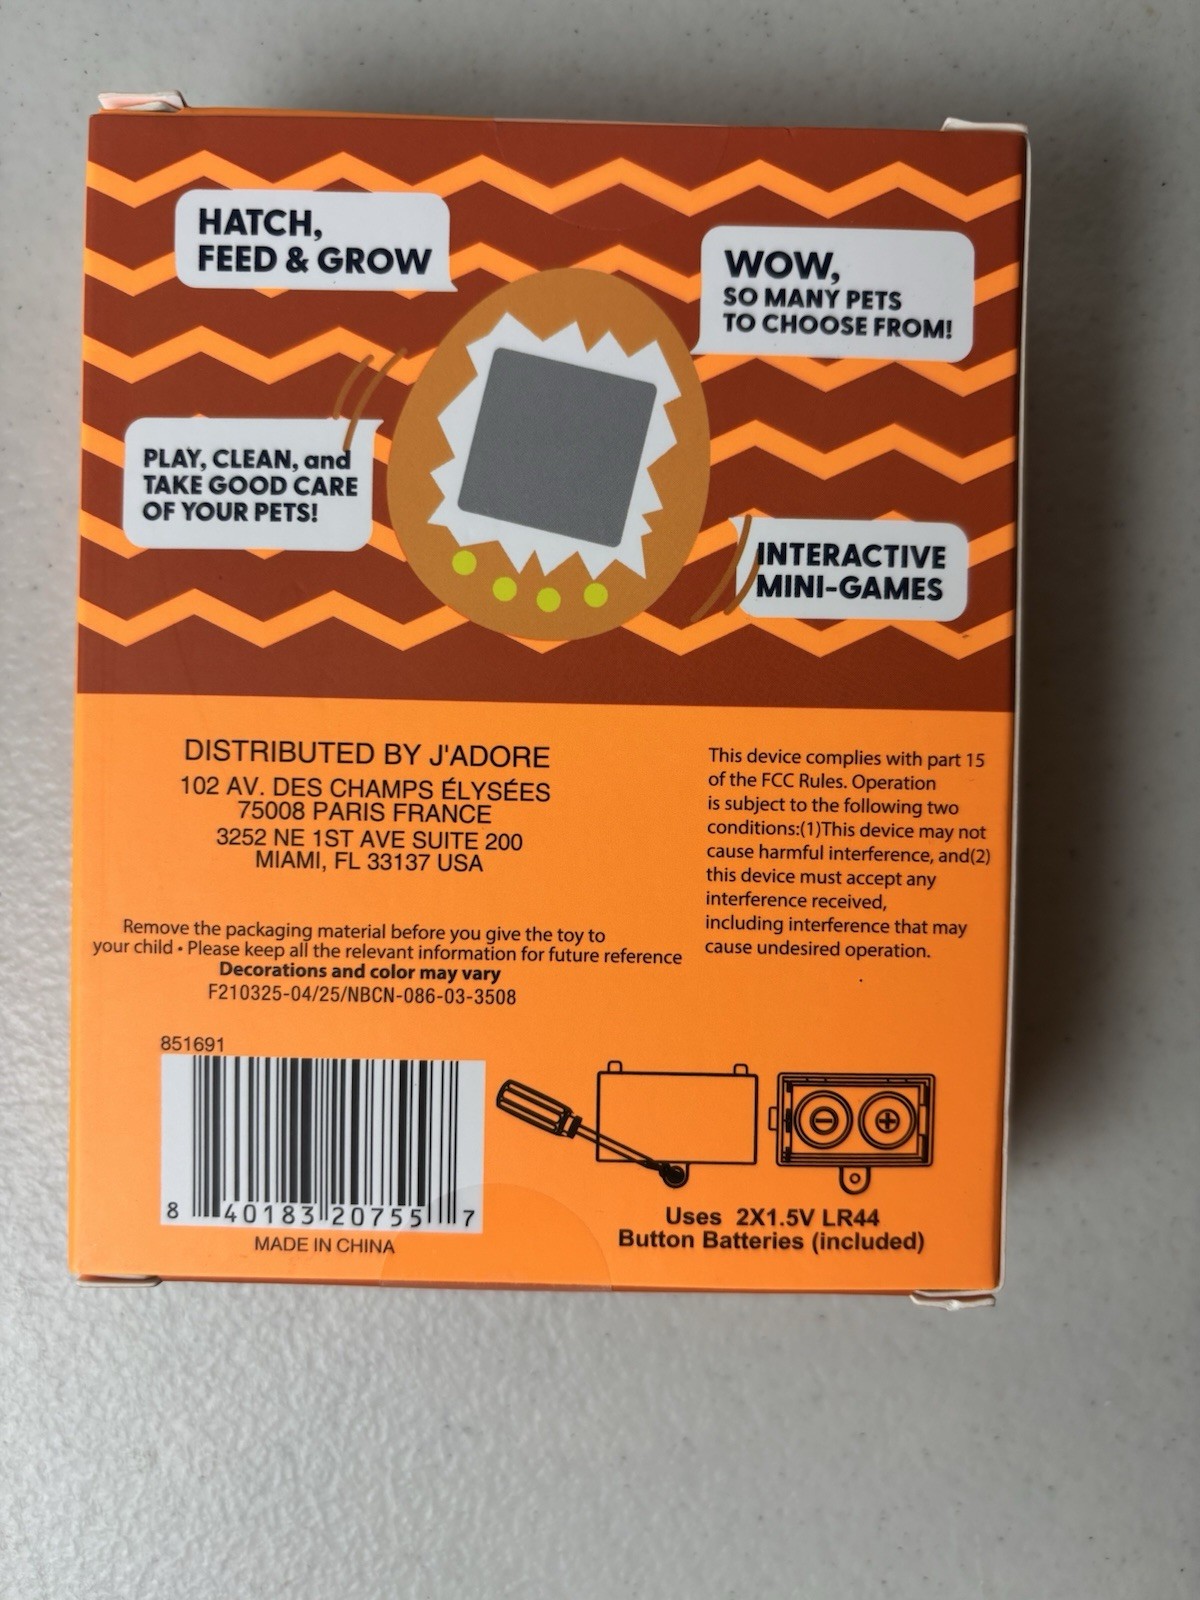 HATCH,
FEED & GROW
WOW,
SO MANY PETS
TO CHOOSE FROM!
PLAY, CLEAN, and
TAKE GOOD CARE
OF YOUR PETS!
INTERACTIVE
MINI-GAMES
DISTRIBUTED BY J'ADORE
102 AV. DES CHAMPS ÉLYSÉES
75008 PARIS FRANCE
3252 NE 1ST AVE SUITE 200
MIAMI, FL 33137 USA
This device complies with part 15
of the FCC Rules. Operation
is subject to the following two
conditions:(1)This device may not
cause harmful interference, and(2)
this device must accept any
interference received,
including interference that may
cause undesired operation.
Remove the packaging material before you give the toy to
your child • Please keep all the relevant information for future reference
Decorations and color may vary
F210325-04/25/NBCN-086-03-3508
851691
8 40183 20755 7
MADE IN CHINA
Uses 2X1.5V LR44
Button Batteries (included)